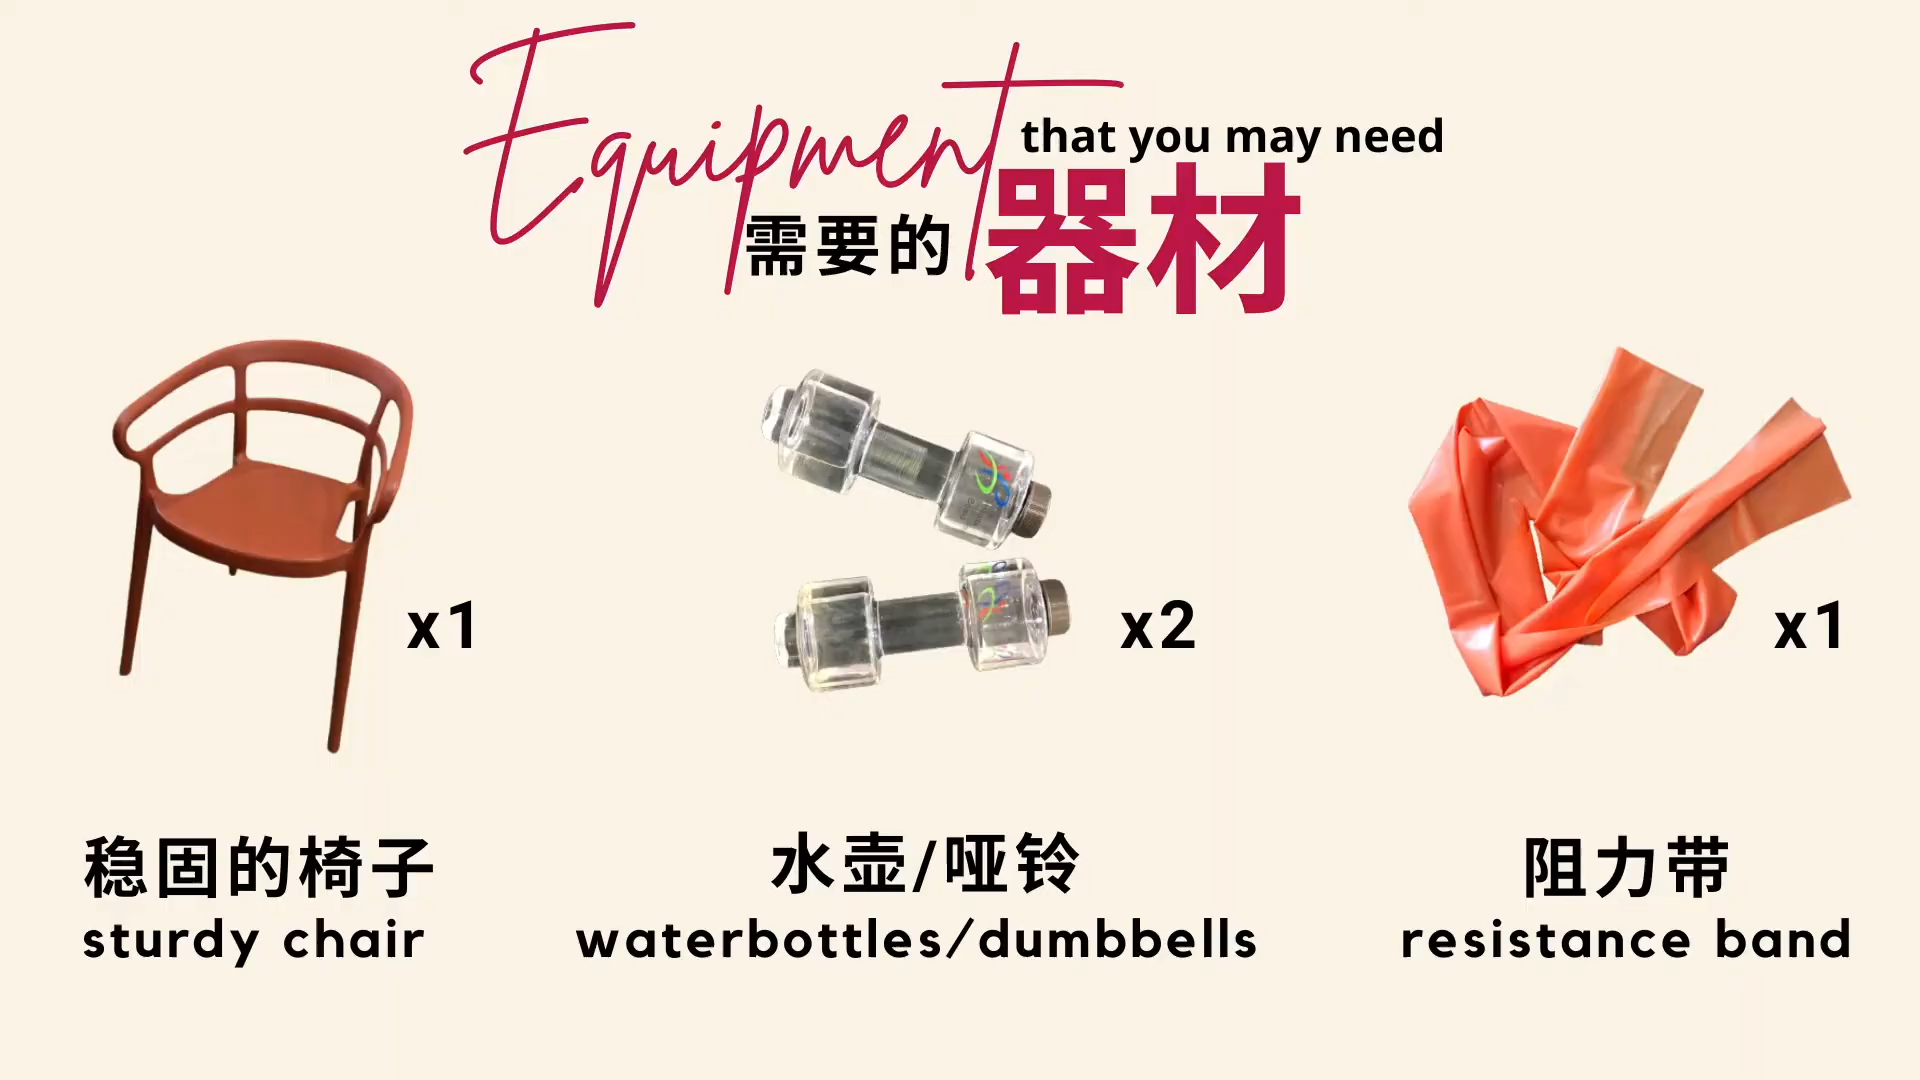 Equipment that you may need
需要的器材
x1
x2
x1
稳固的椅子
sturdy chair
水壶/哑铃
waterbottles/dumbbells
阻力带
resistance band